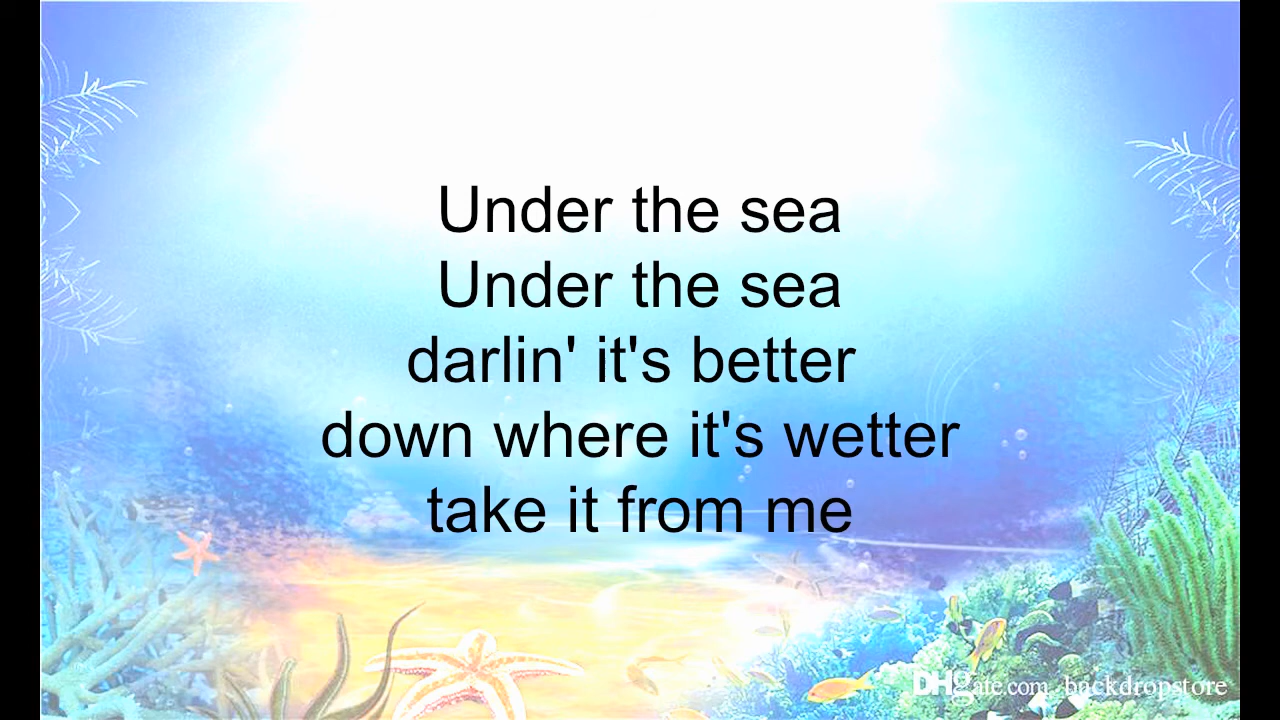 Under the sea
Under the sea
darlin' it's better
down where it's wetter
take it from me
DHgate.com backdropstore